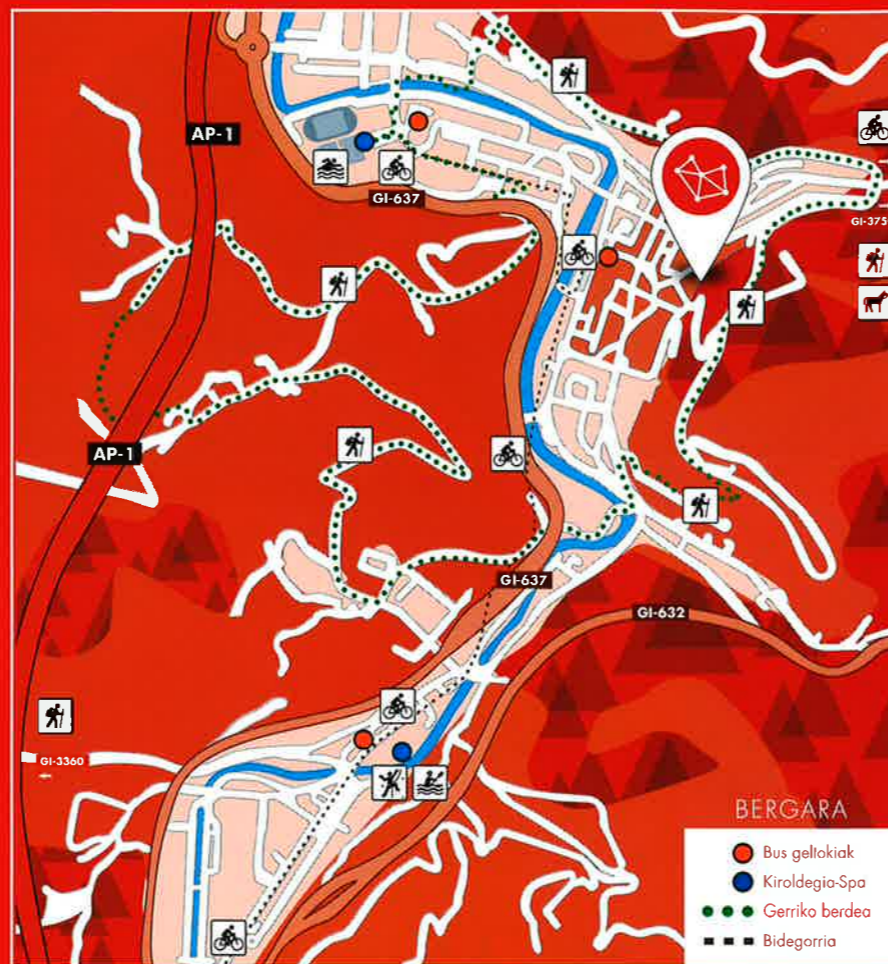 AP-1
GI-637
GI-375
AP-1
GI-637
GI-632
GI-3360
BERGARA
Bus geltokiak
Kiroldegia-Spa
Gerriko berdea
Bidegorria